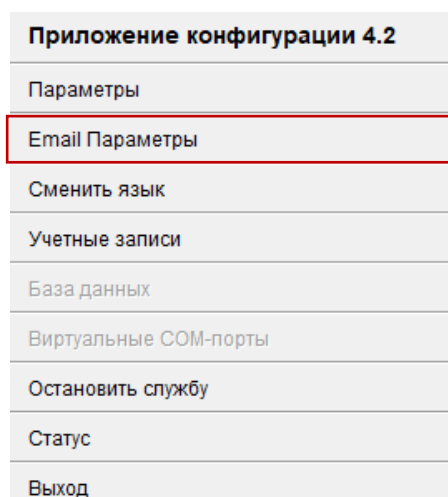 Приложение конфигурации 4.2
Параметры
Email Параметры
Сменить язык
Учетные записи
База данных
Виртуальные COM-порты
Остановить службу
Статус
Выход